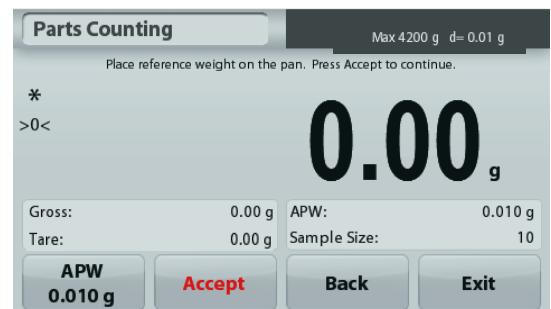 Parts Counting
Max 4200 g d= 0.01 g
Place reference weight on the pan. Press Accept to continue.
*
>0<
0.00 g
Gross: 0.00 g APW: 0.010 g
Tare: 0.00 g Sample Size: 10
APW
0.010 g
Accept
Back
Exit